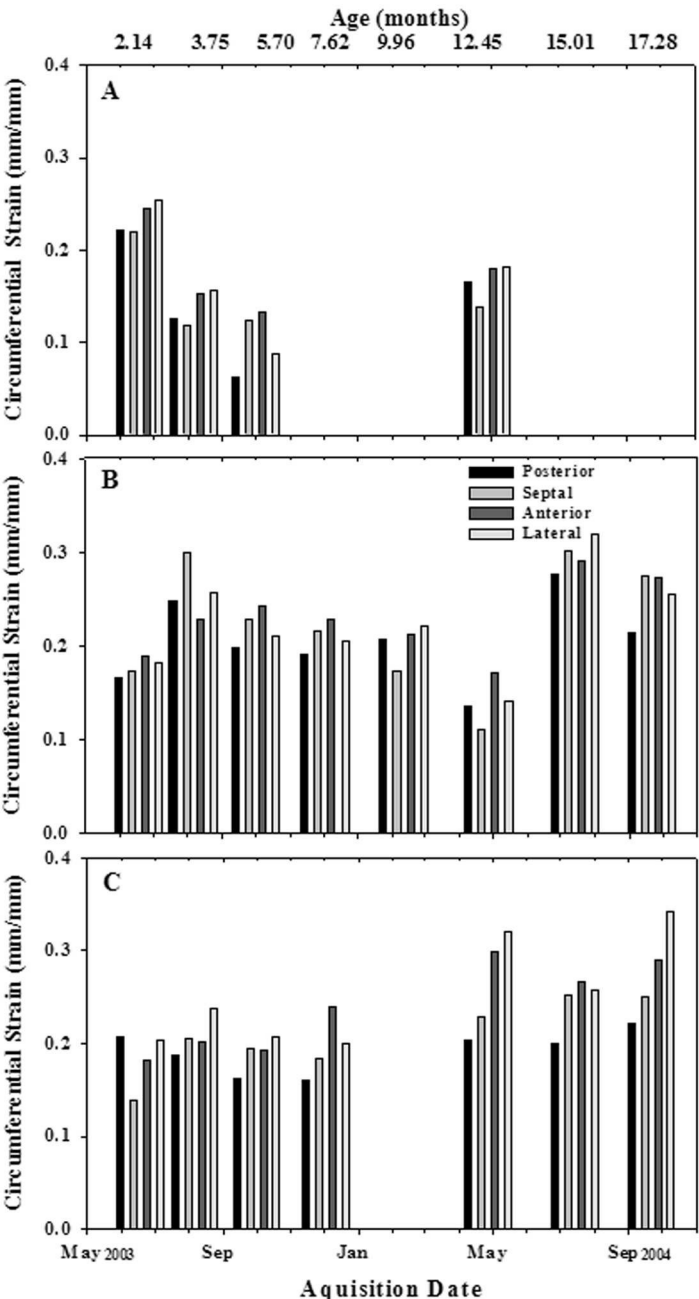 Age (months)
2.14 3.75 5.70 7.62 9.96 12.45 15.01 17.28
A
Circumferential Strain (mm/mm)
0.4
0.3
0.2
0.1
0.0
B
Circumferential Strain (mm/mm)
0.4
0.3
0.2
0.1
0.0
Posterior
Septal
Anterior
Lateral
C
Circumferential Strain (mm/mm)
0.4
0.3
0.2
0.1
0.0
May 2003 Sep Jan May Sep 2004
Aquisition Date